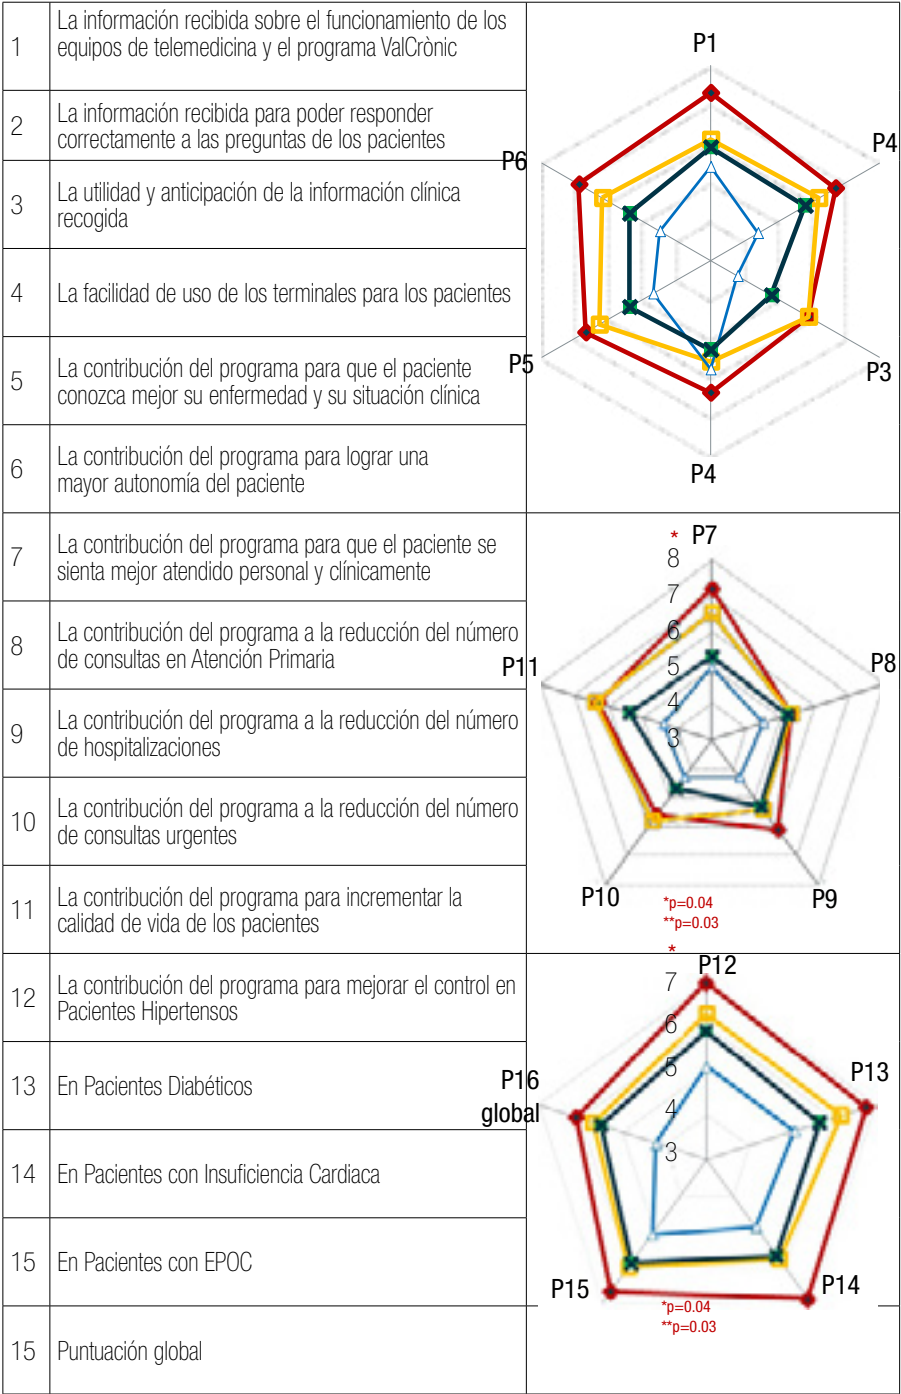 1
La información recibida sobre el funcionamiento de los
equipos de telemedicina y el programa ValCrònic
2
La información recibida para poder responder
correctamente a las preguntas de los pacientes
3
La utilidad y anticipación de la información clínica
recogida
4
La facilidad de uso de los terminales para los pacientes
5
La contribución del programa para que el paciente
conozca mejor su enfermedad y su situación clínica
6
La contribución del programa para lograr una
mayor autonomía del paciente
P1
P4
P3
P4
P5
P6
7
La contribución del programa para que el paciente se
sienta mejor atendido personal y clínicamente
8
La contribución del programa a la reducción del número
de consultas en Atención Primaria
9
La contribución del programa a la reducción del número
de hospitalizaciones
10
La contribución del programa a la reducción del número
de consultas urgentes
11
La contribución del programa para incrementar la
calidad de vida de los pacientes
* P7
8
7
6
5
4
3
P8
P9
P10
P11
*p=0.04
**p=0.03
12
La contribución del programa para mejorar el control en
Pacientes Hipertensos
13
En Pacientes Diabéticos
14
En Pacientes con Insuficiencia Cardiaca
15
En Pacientes con EPOC
15
Puntuación global
*
P12
7
6
5
4
3
P13
P14
P15
P16
global
*p=0.04
**p=0.03